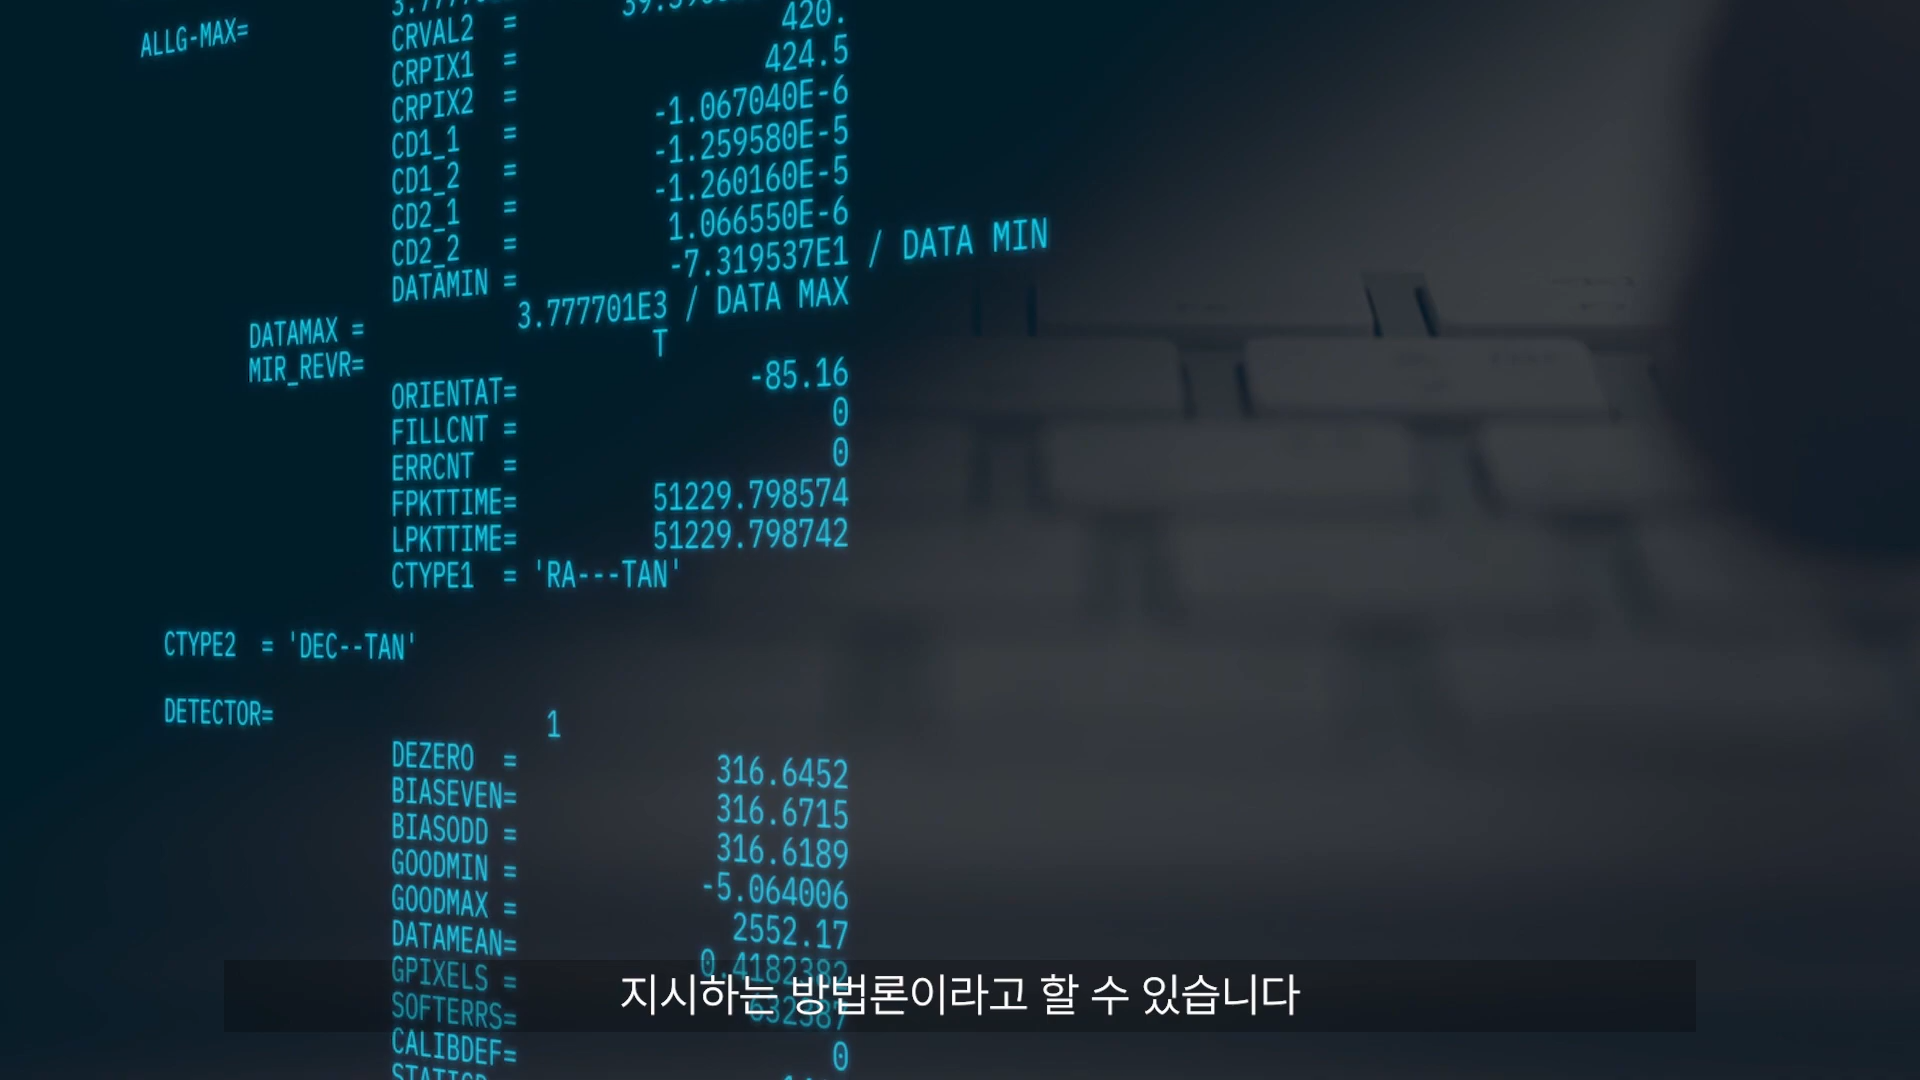 ALLG-MAX=
CRVAL2 = 420.
CRPIX1 = 424.5
CRPIX2 = -1.067040E-6
CD1_1 = -1.259580E-5
CD1_2 = -1.260160E-5
CD2_1 = 1.066550E-6
CD2_2 = -7.319537E1 / DATA MIN
DATAMIN =
3.777701E3 / DATA MAX
DATAMAX = T
MIR_REVR=
ORIENTAT= -85.16
FILLCNT = 0
ERRCNT = 0
FPKTTIME= 51229.798574
LPKTTIME= 51229.798742
CTYPE1 = 'RA---TAN'
CTYPE2 = 'DEC--TAN'
DETECTOR= 1
DEZERO = 316.6452
BIASEVEN= 316.6715
BIASODD = 316.6189
GOODMIN = -5.064006
GOODMAX = 2552.17
DATAMEAN= 0.4182382
GPIXELS = 632387
SOFTERRS= 0
CALIBDEF=
지시하는 방법론이라고 할 수 있습니다